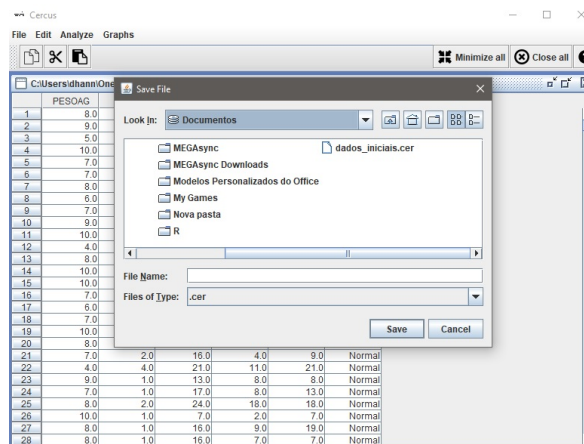 Cercus
File Edit Analyze Graphs
Minimize all Close all
C:\Users\dhann\One
Save File
PESOAG
Look In: Documentos
MEGAsync dados_iniciais.cer
MEGAsync Downloads
Modelos Personalizados do Office
My Games
Nova pasta
R
File Name:
Files of Type: .cer
Save Cancel
1 8.0
2 9.0
3 5.0
4 10.0
5 7.0
6 7.0
7 8.0
8 6.0
9 7.0
10 9.0
11 10.0
12 4.0
13 8.0
14 10.0
15 10.0
16 7.0
17 6.0
18 7.0
19 10.0
20 8.0
21 7.0 2.0 16.0 4.0 9.0 Normal
22 4.0 4.0 21.0 11.0 21.0 Normal
23 9.0 1.0 13.0 8.0 8.0 Normal
24 7.0 1.0 17.0 8.0 13.0 Normal
25 8.0 2.0 24.0 18.0 18.0 Normal
26 10.0 1.0 7.0 2.0 7.0 Normal
27 8.0 1.0 16.0 9.0 19.0 Normal
28 8.0 1.0 16.0 7.0 7.0 Normal